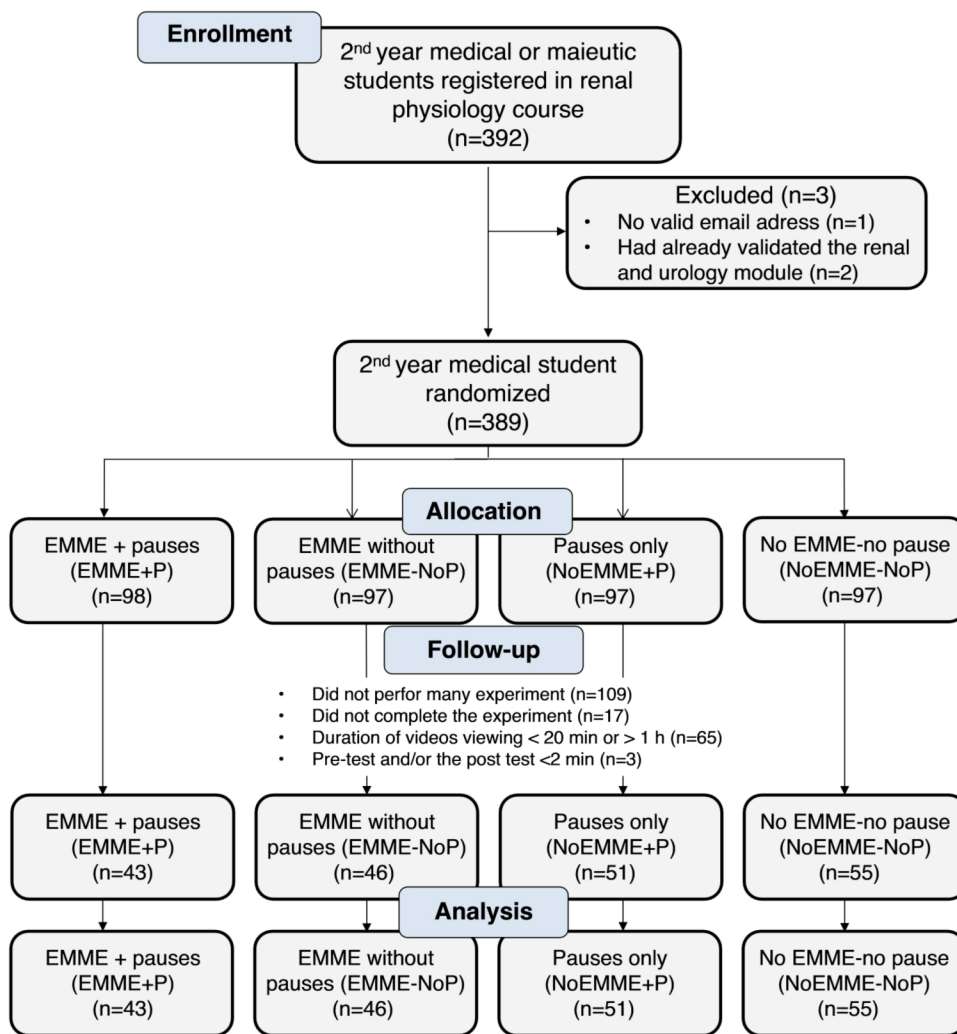 Enrollment
2nd year medical or maieutic
students registered in renal
physiology course
(n=392)
Excluded (n=3)
• No valid email adress (n=1)
• Had already validated the renal
and urology module (n=2)
2nd year medical student
randomized
(n=389)
Allocation
EMME + pauses
(EMME+P)
(n=98)
EMME without
pauses (EMME-NoP)
(n=97)
Pauses only
(NoEMME+P)
(n=97)
No EMME-no pause
(NoEMME-NoP)
(n=97)
Follow-up
• Did not perfor many experiment (n=109)
• Did not complete the experiment (n=17)
• Duration of videos viewing < 20 min or > 1 h (n=65)
• Pre-test and/or the post test <2 min (n=3)
EMME + pauses
(EMME+P)
(n=43)
EMME without
pauses (EMME-NoP)
(n=46)
Pauses only
(NoEMME+P)
(n=51)
No EMME-no pause
(NoEMME-NoP)
(n=55)
Analysis
EMME + pauses
(EMME+P)
(n=43)
EMME without
pauses (EMME-NoP)
(n=46)
Pauses only
(NoEMME+P)
(n=51)
No EMME-no pause
(NoEMME-NoP)
(n=55)